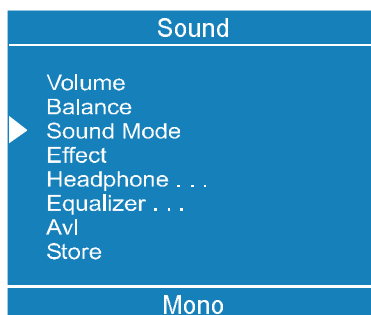 Sound
Volume
Balance
Sound Mode
Effect
Headphone . . .
Equalizer . . .
Avl
Store
Mono